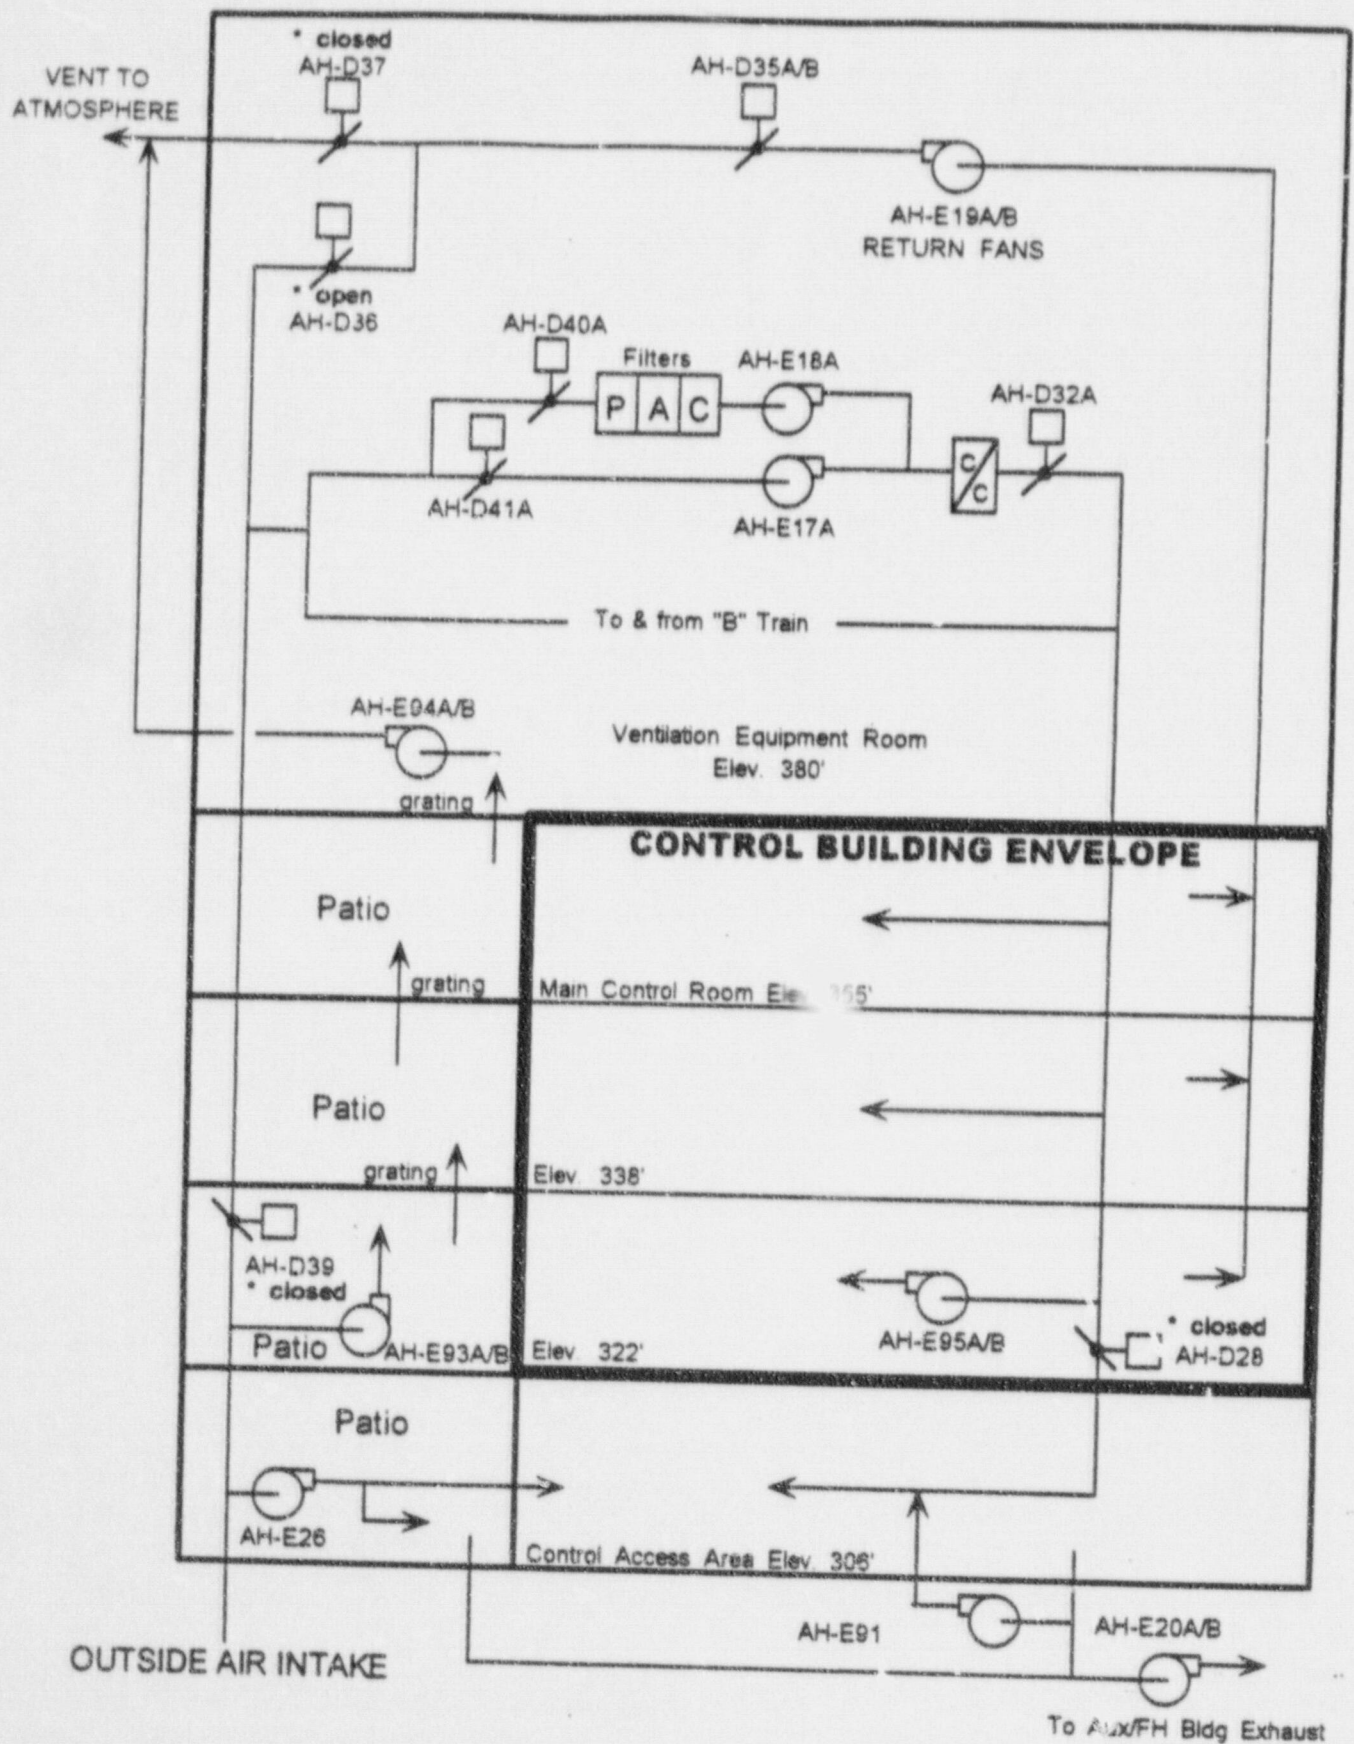 * closed
AH-D37
AH-D35A/B
VENT TO
ATMOSPHERE
AH-E19A/B
RETURN FANS
* open
AH-D36
AH-D40A
Filters
AH-E18A
AH-D32A
P A C
C/C
AH-D41A
AH-E17A
To & from "B" Train
AH-E94A/B
Ventilation Equipment Room
Elev. 380'
grating
CONTROL BUILDING ENVELOPE
Patio
grating
Main Control Room
Patio
grating
Elev. 338'
AH-D39
* closed
Patio
AH-E93A/B
Elev. 322'
AH-E95A/B
* closed
AH-D28
Patio
AH-E26
Control Access Area Elev. 306'
AH-E91
AH-E20A/B
OUTSIDE AIR INTAKE
To Aux/FH Bldg Exhaust